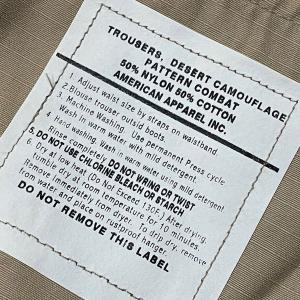 TROUSERS, DESERT CAMOUFLAGE
PATTERN COMBAT
50% NYLON 50% COTTON
AMERICAN APPAREL INC.
1. Adjust waist size by straps on waistband.
2. Blouse trouser outsid boots.
3. Machine Washing. Use permanent Press cycle.
Wash in warm water with mild detergent.
4. Hand washing. Wash warm water using mild detergent
Rinse completely. DO NOT WRING OR TWIST
5. DO NOT USE CHLORINE BLEACH OR STARCH
6. Dry at low heat (Do Not Exceed 130F.) After drying,
tumble dry at room temperature for 10 minutes.
Remove immediately from dryer. To drip dry, remove
from water and place on rustproof hanger.
DO NOT REMOVE THIS LABEL